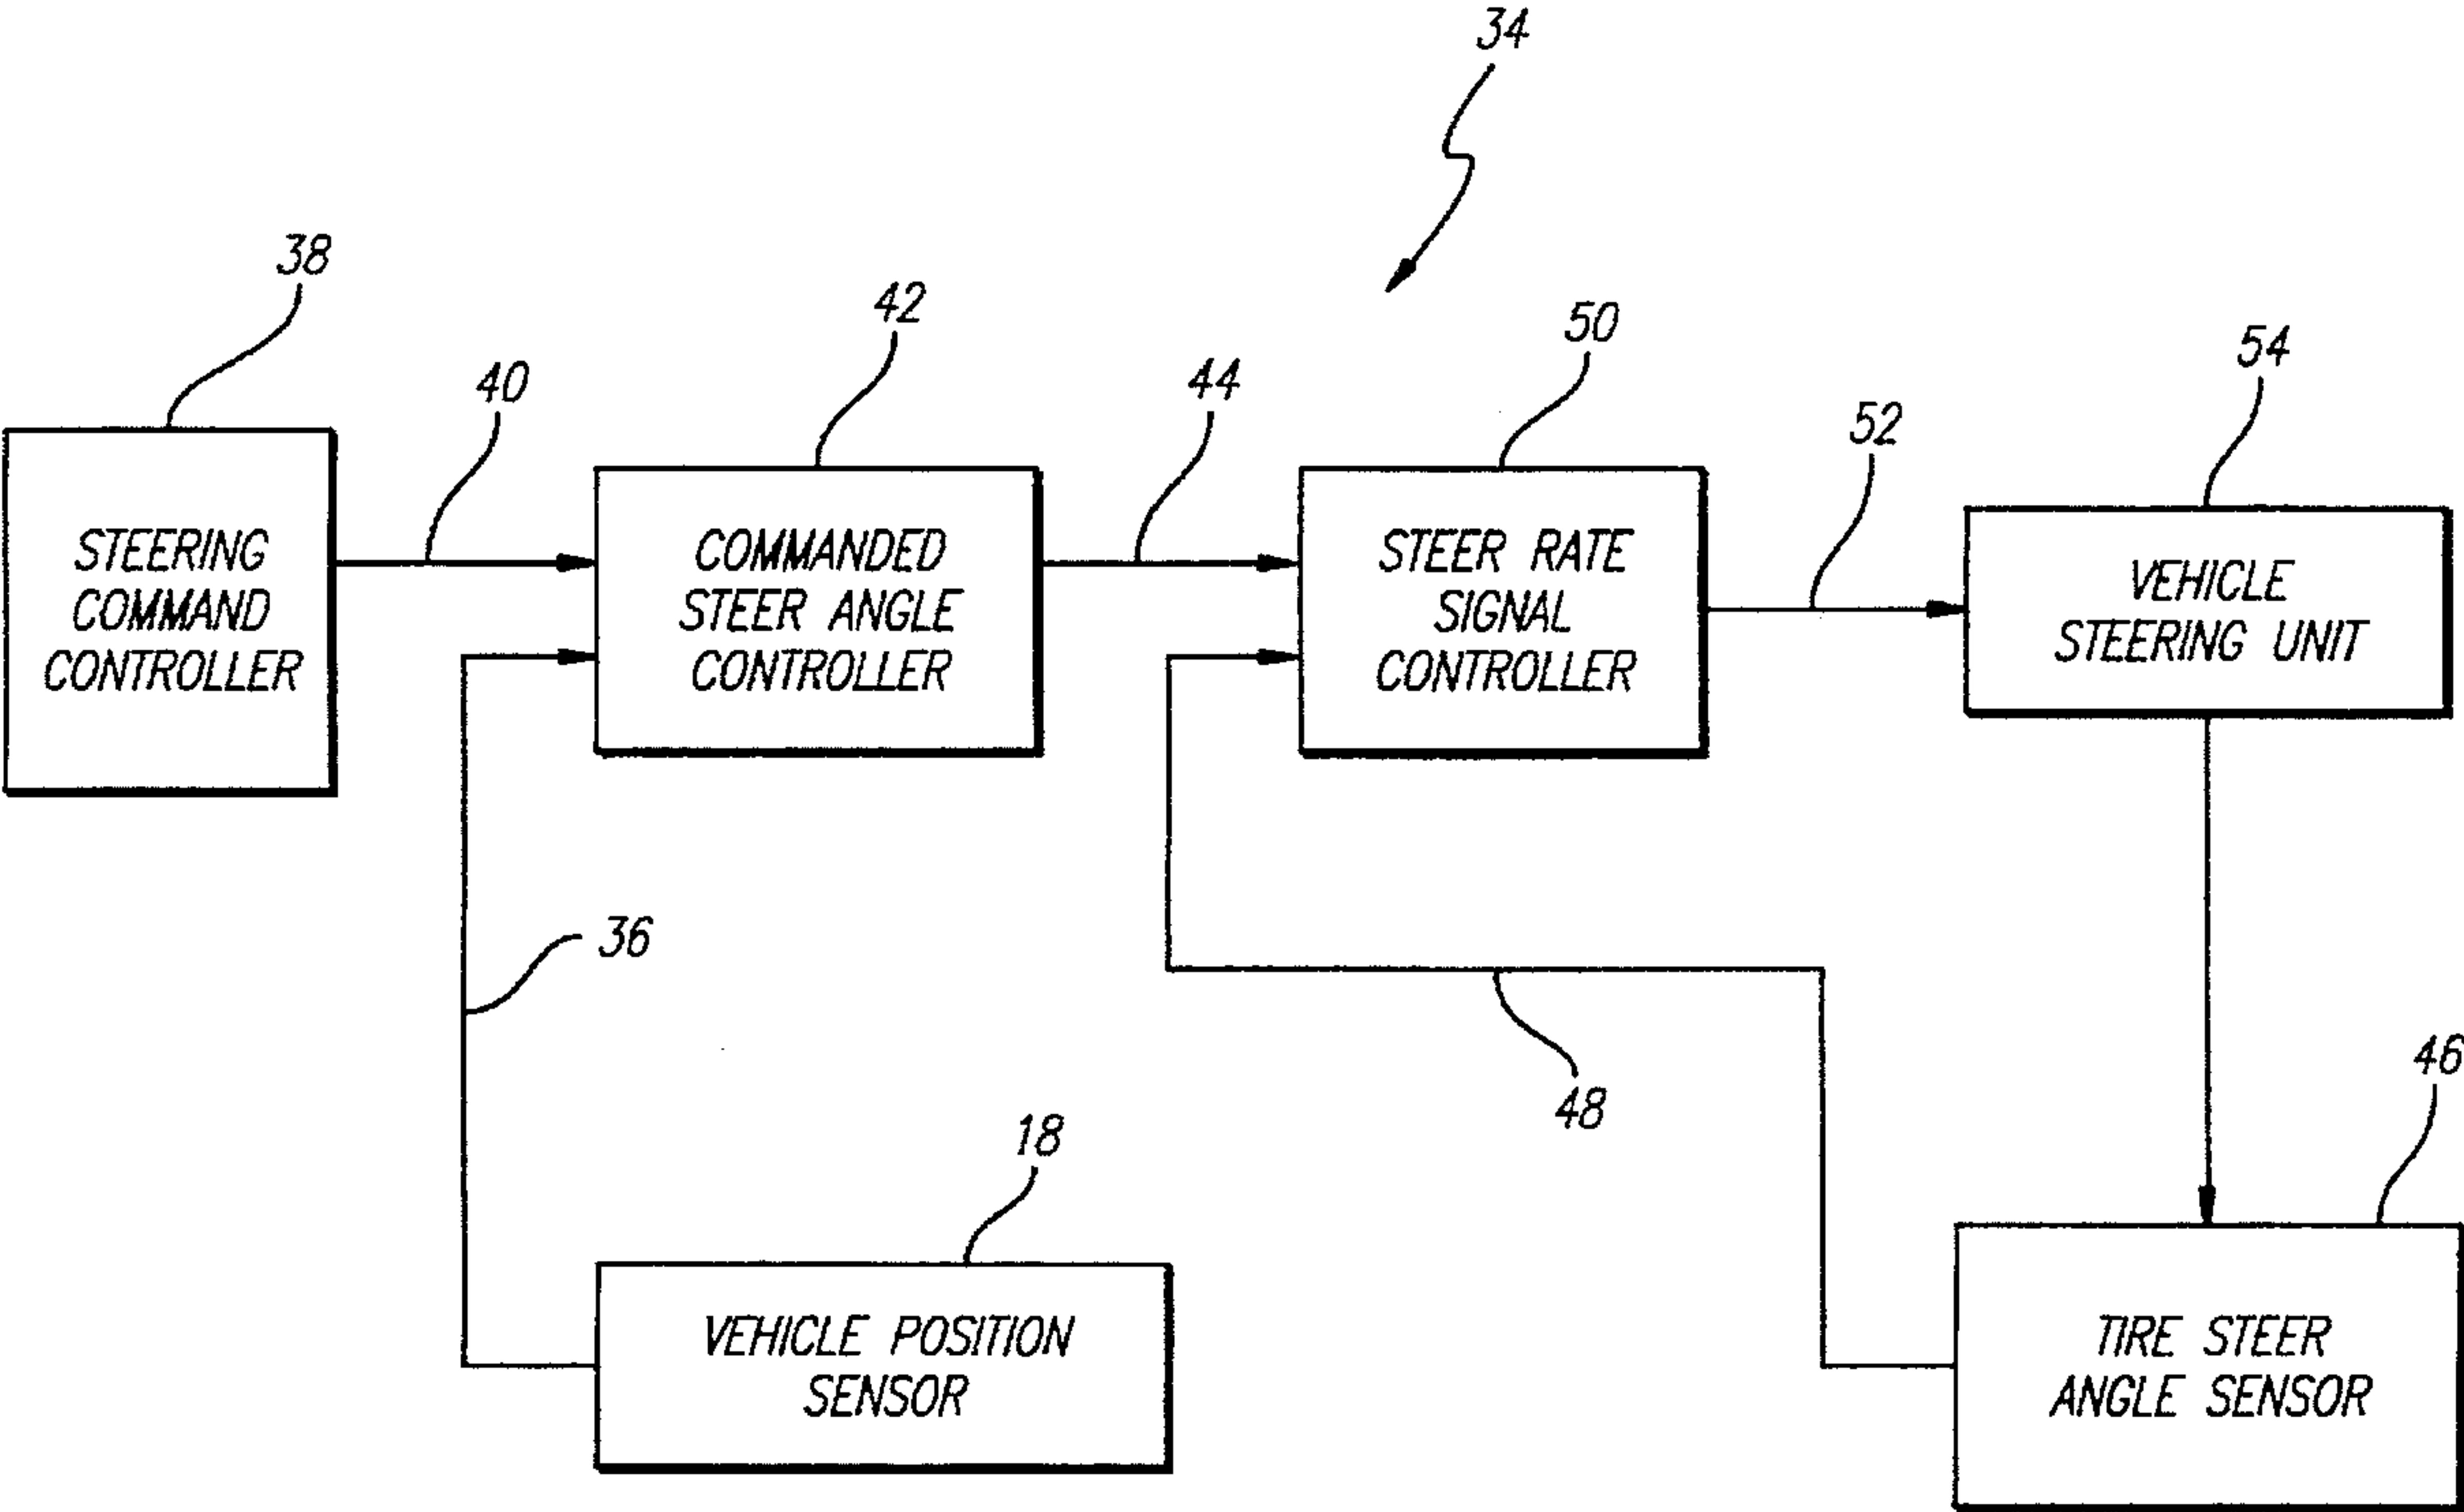 34
38
42
50
54
40
44
52
STEERING
COMMAND
CONTROLLER
COMMANDED
STEER ANGLE
CONTROLLER
STEER RATE
SIGNAL
CONTROLLER
VEHICLE
STEERING UNIT
36
48
18
46
VEHICLE POSITION
SENSOR
TIRE STEER
ANGLE SENSOR